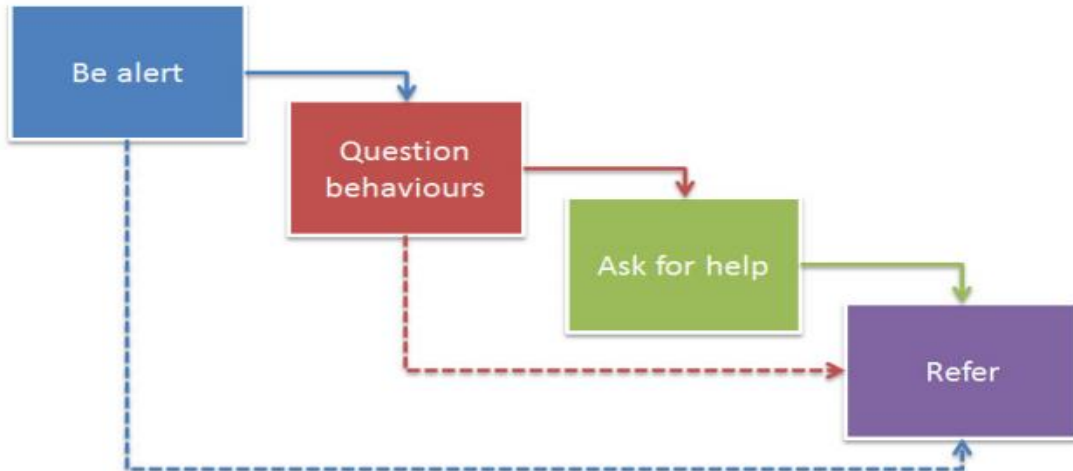 Be alert
Question
behaviours
Ask for help
Refer